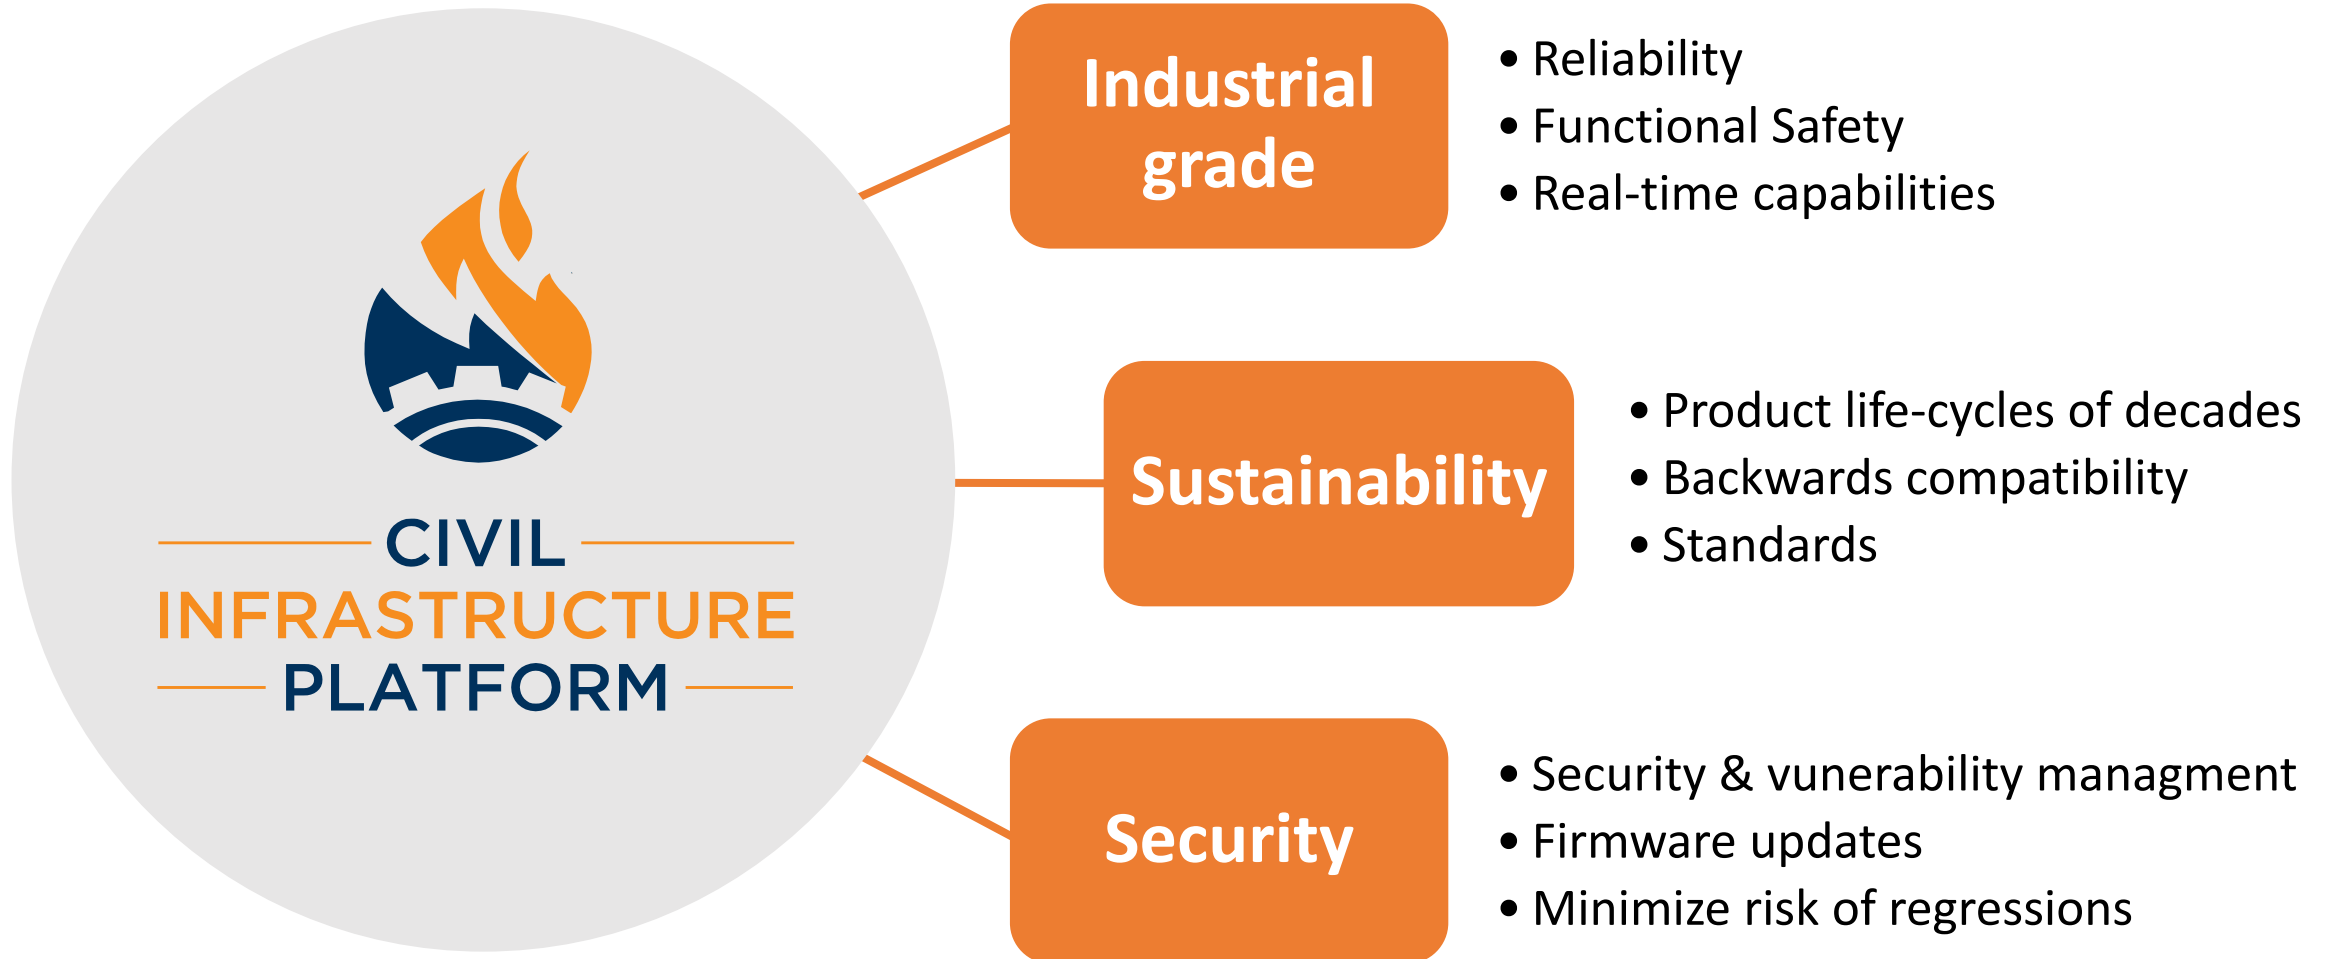 CIVIL
INFRASTRUCTURE
PLATFORM
Industrial
grade
• Reliability
• Functional Safety
• Real-time capabilities
Sustainability
• Product life-cycles of decades
• Backwards compatibility
• Standards
Security
• Security & vunerability managment
• Firmware updates
• Minimize risk of regressions